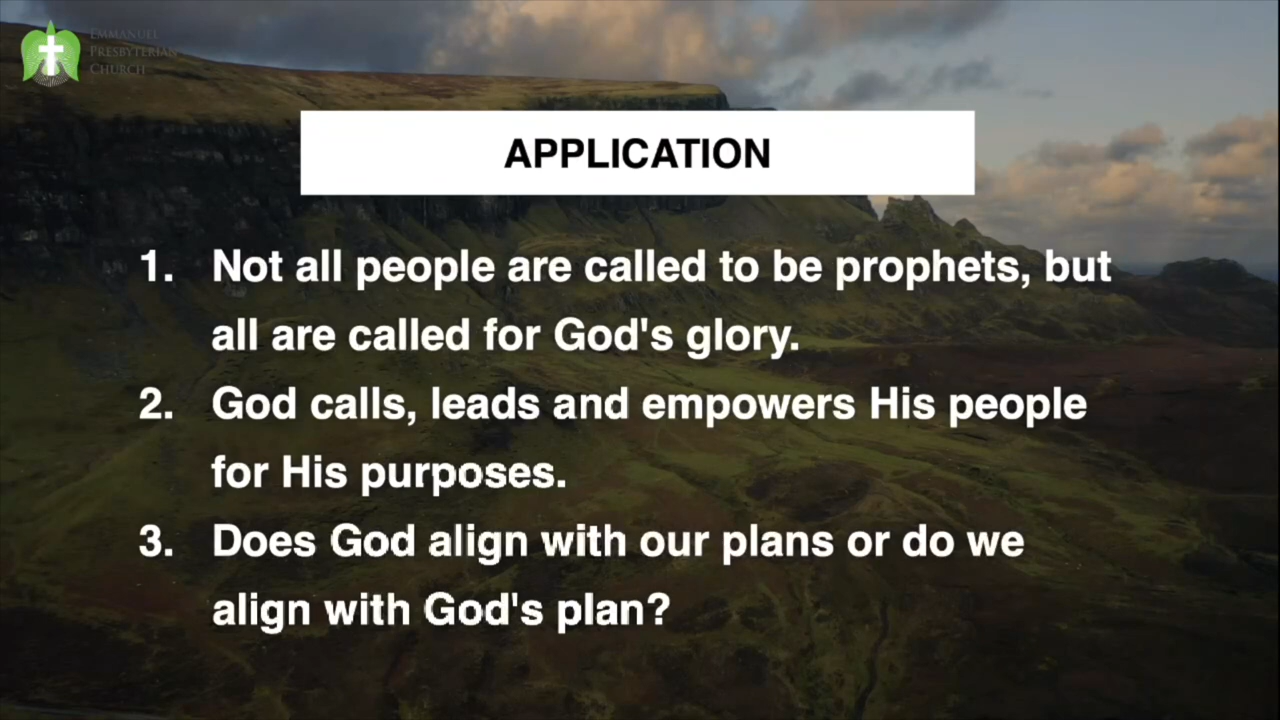 EMMANUEL
PRESBYTERIAN
CHURCH
APPLICATION
1. Not all people are called to be prophets, but
all are called for God's glory.
2. God calls, leads and empowers His people
for His purposes.
3. Does God align with our plans or do we
align with God's plan?